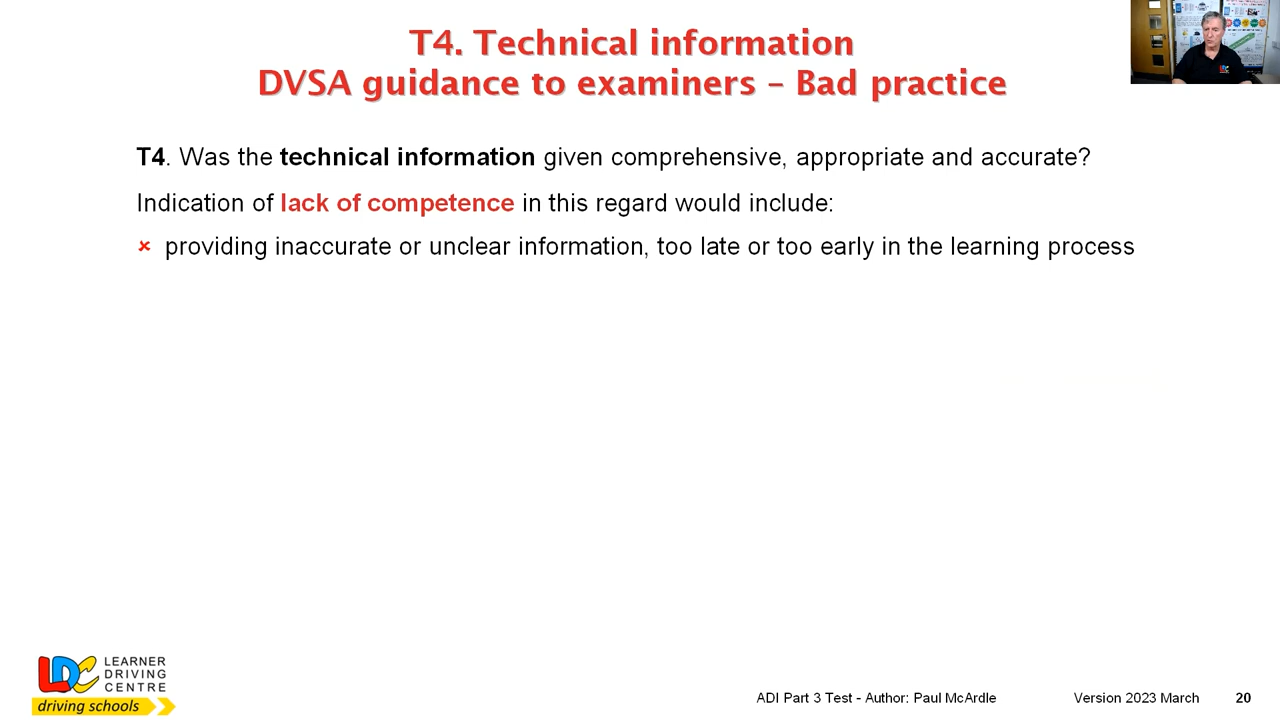 T4. Technical information
DVSA guidance to examiners – Bad practice
T4. Was the technical information given comprehensive, appropriate and accurate?
Indication of lack of competence in this regard would include:
× providing inaccurate or unclear information, too late or too early in the learning process
LDC LEARNER
DRIVING
CENTRE
driving schools
ADI Part 3 Test - Author: Paul McArdle
Version 2023 March
20